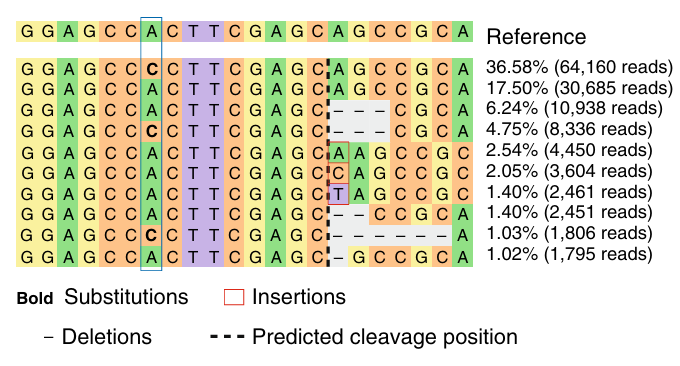 G G A G C C A C T T C G A G C A G C C G C A Reference
G G A G C C C C T T C G A G C A G C C G C A 36.58% (64,160 reads)
G G A G C C A C T T C G A G C A G C C G C A 17.50% (30,685 reads)
G G A G C C A C T T C G A G C – – – C G C A 6.24% (10,938 reads)
G G A G C C C C T T C G A G C – – – C G C A 4.75% (8,336 reads)
G G A G C C A C T T C G A G C A A G C C G C 2.54% (4,450 reads)
G G A G C C A C T T C G A G C C A G C C G C 2.05% (3,604 reads)
G G A G C C A C T T C G A G C T A G C C G C 1.40% (2,461 reads)
G G A G C C A C T T C G A G C – – C C G C A 1.40% (2,451 reads)
G G A G C C C C T T C G A G C – – – – – – A 1.03% (1,806 reads)
G G A G C C A C T T C G A G C – G C C G C A 1.02% (1,795 reads)
Bold Substitutions Insertions
– Deletions --- Predicted cleavage position